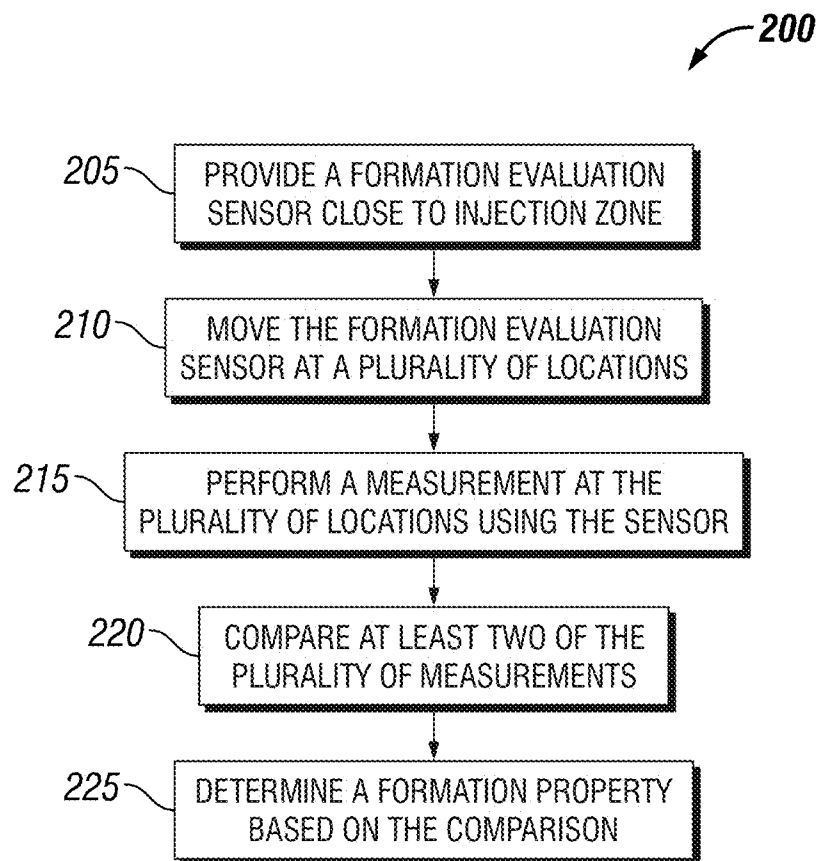 200
205
PROVIDE A FORMATION EVALUATION
SENSOR CLOSE TO INJECTION ZONE
210
MOVE THE FORMATION EVALUATION
SENSOR AT A PLURALITY OF LOCATIONS
215
PERFORM A MEASUREMENT AT THE
PLURALITY OF LOCATIONS USING THE SENSOR
220
COMPARE AT LEAST TWO OF THE
PLURALITY OF MEASUREMENTS
225
DETERMINE A FORMATION PROPERTY
BASED ON THE COMPARISON